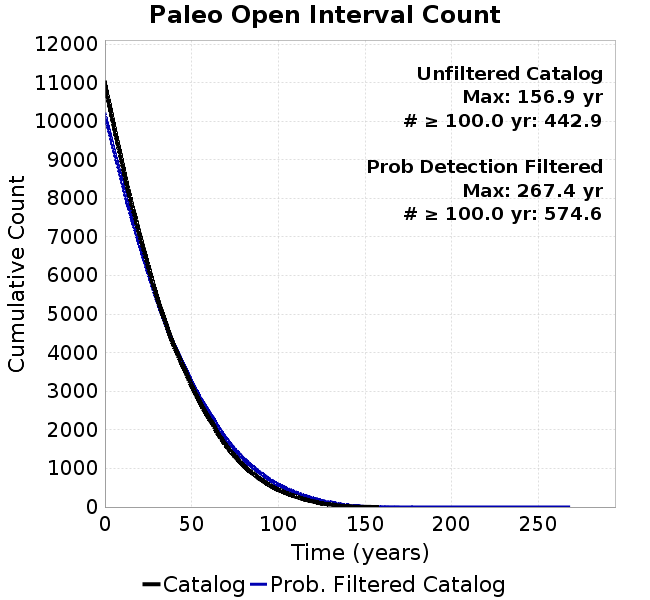 Paleo Open Interval Count
Unfiltered Catalog
Max: 156.9 yr
# ≥ 100.0 yr: 442.9
Prob Detection Filtered
Max: 267.4 yr
# ≥ 100.0 yr: 574.6
Cumulative Count
12000
11000
10000
9000
8000
7000
6000
5000
4000
3000
2000
1000
0
0 50 100 150 200 250
Time (years)
Catalog Prob. Filtered Catalog